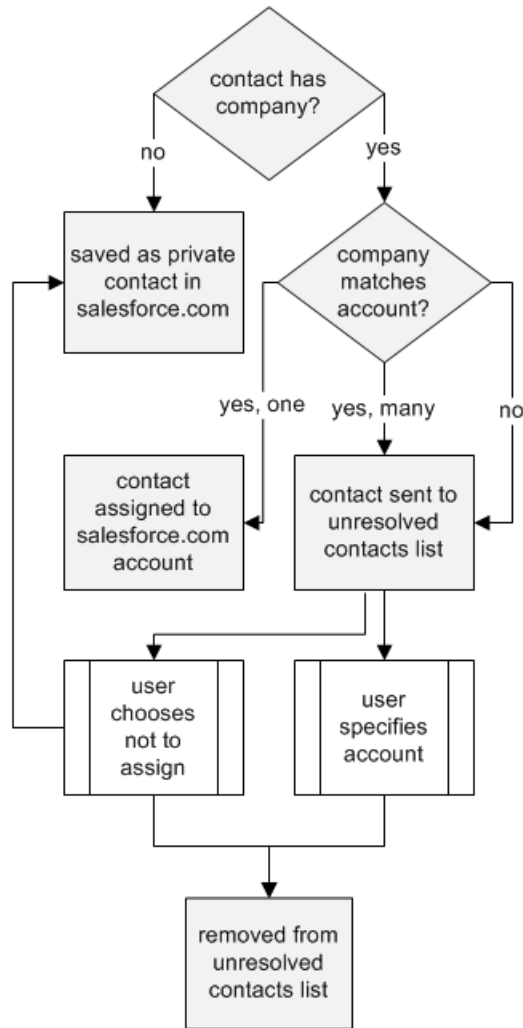 contact has
company?
no
yes
saved as private
contact in
salesforce.com
company
matches
account?
yes, one
yes, many
no
contact
assigned to
salesforce.com
account
contact sent to
unresolved
contacts list
user
chooses
not to
assign
user
specifies
account
removed from
unresolved
contacts list